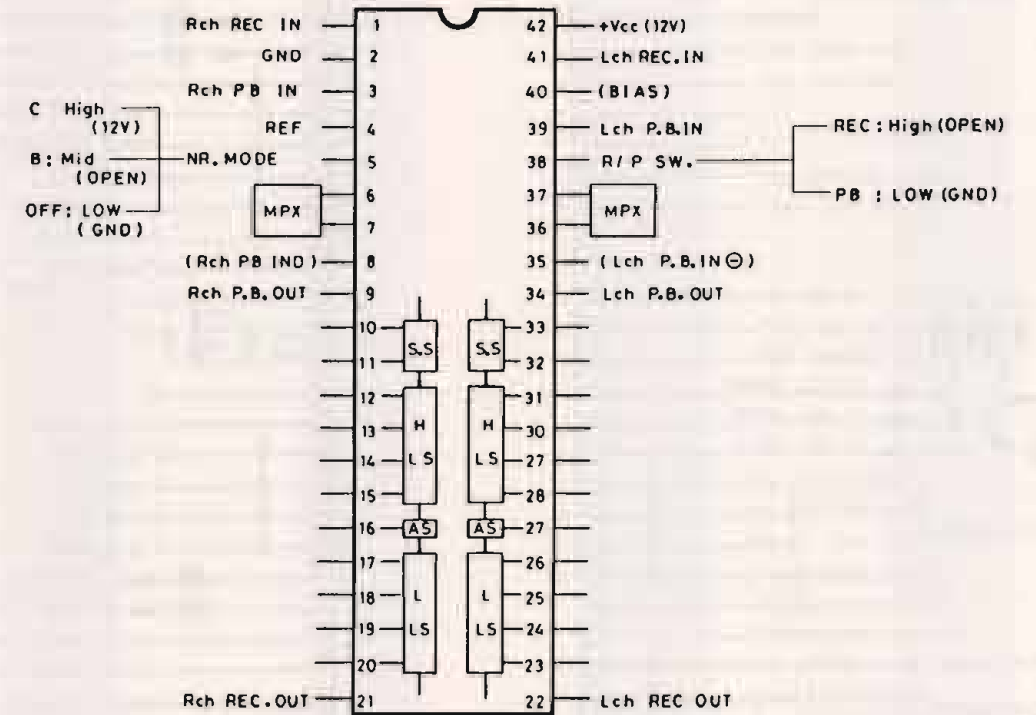 Rch REC IN 1 42 +Vcc (12V)
GND 2 41 Lch REC.IN
Rch PB IN 3 40 (BIAS)
C High
(12V)
REF 4 39 Lch P.B.IN
REC : High (OPEN)
B: Mid
(OPEN)
NR. MODE 5 38 R/P SW.
OFF: LOW
(GND)
PB : LOW (GND)
6 37
MPX MPX
7 36
(Rch PB IND) 8 35 (Lch P.B.IN⊖)
Rch P.B.OUT 9 34 Lch P.B.OUT
10 33
S.S S.S
11 32
12 31
13 H H 30
14 LS LS 27
15 28
16 AS AS 27
17 26
18 L L 25
19 LS LS 24
20 23
Rch REC.OUT 21 22 Lch REC OUT